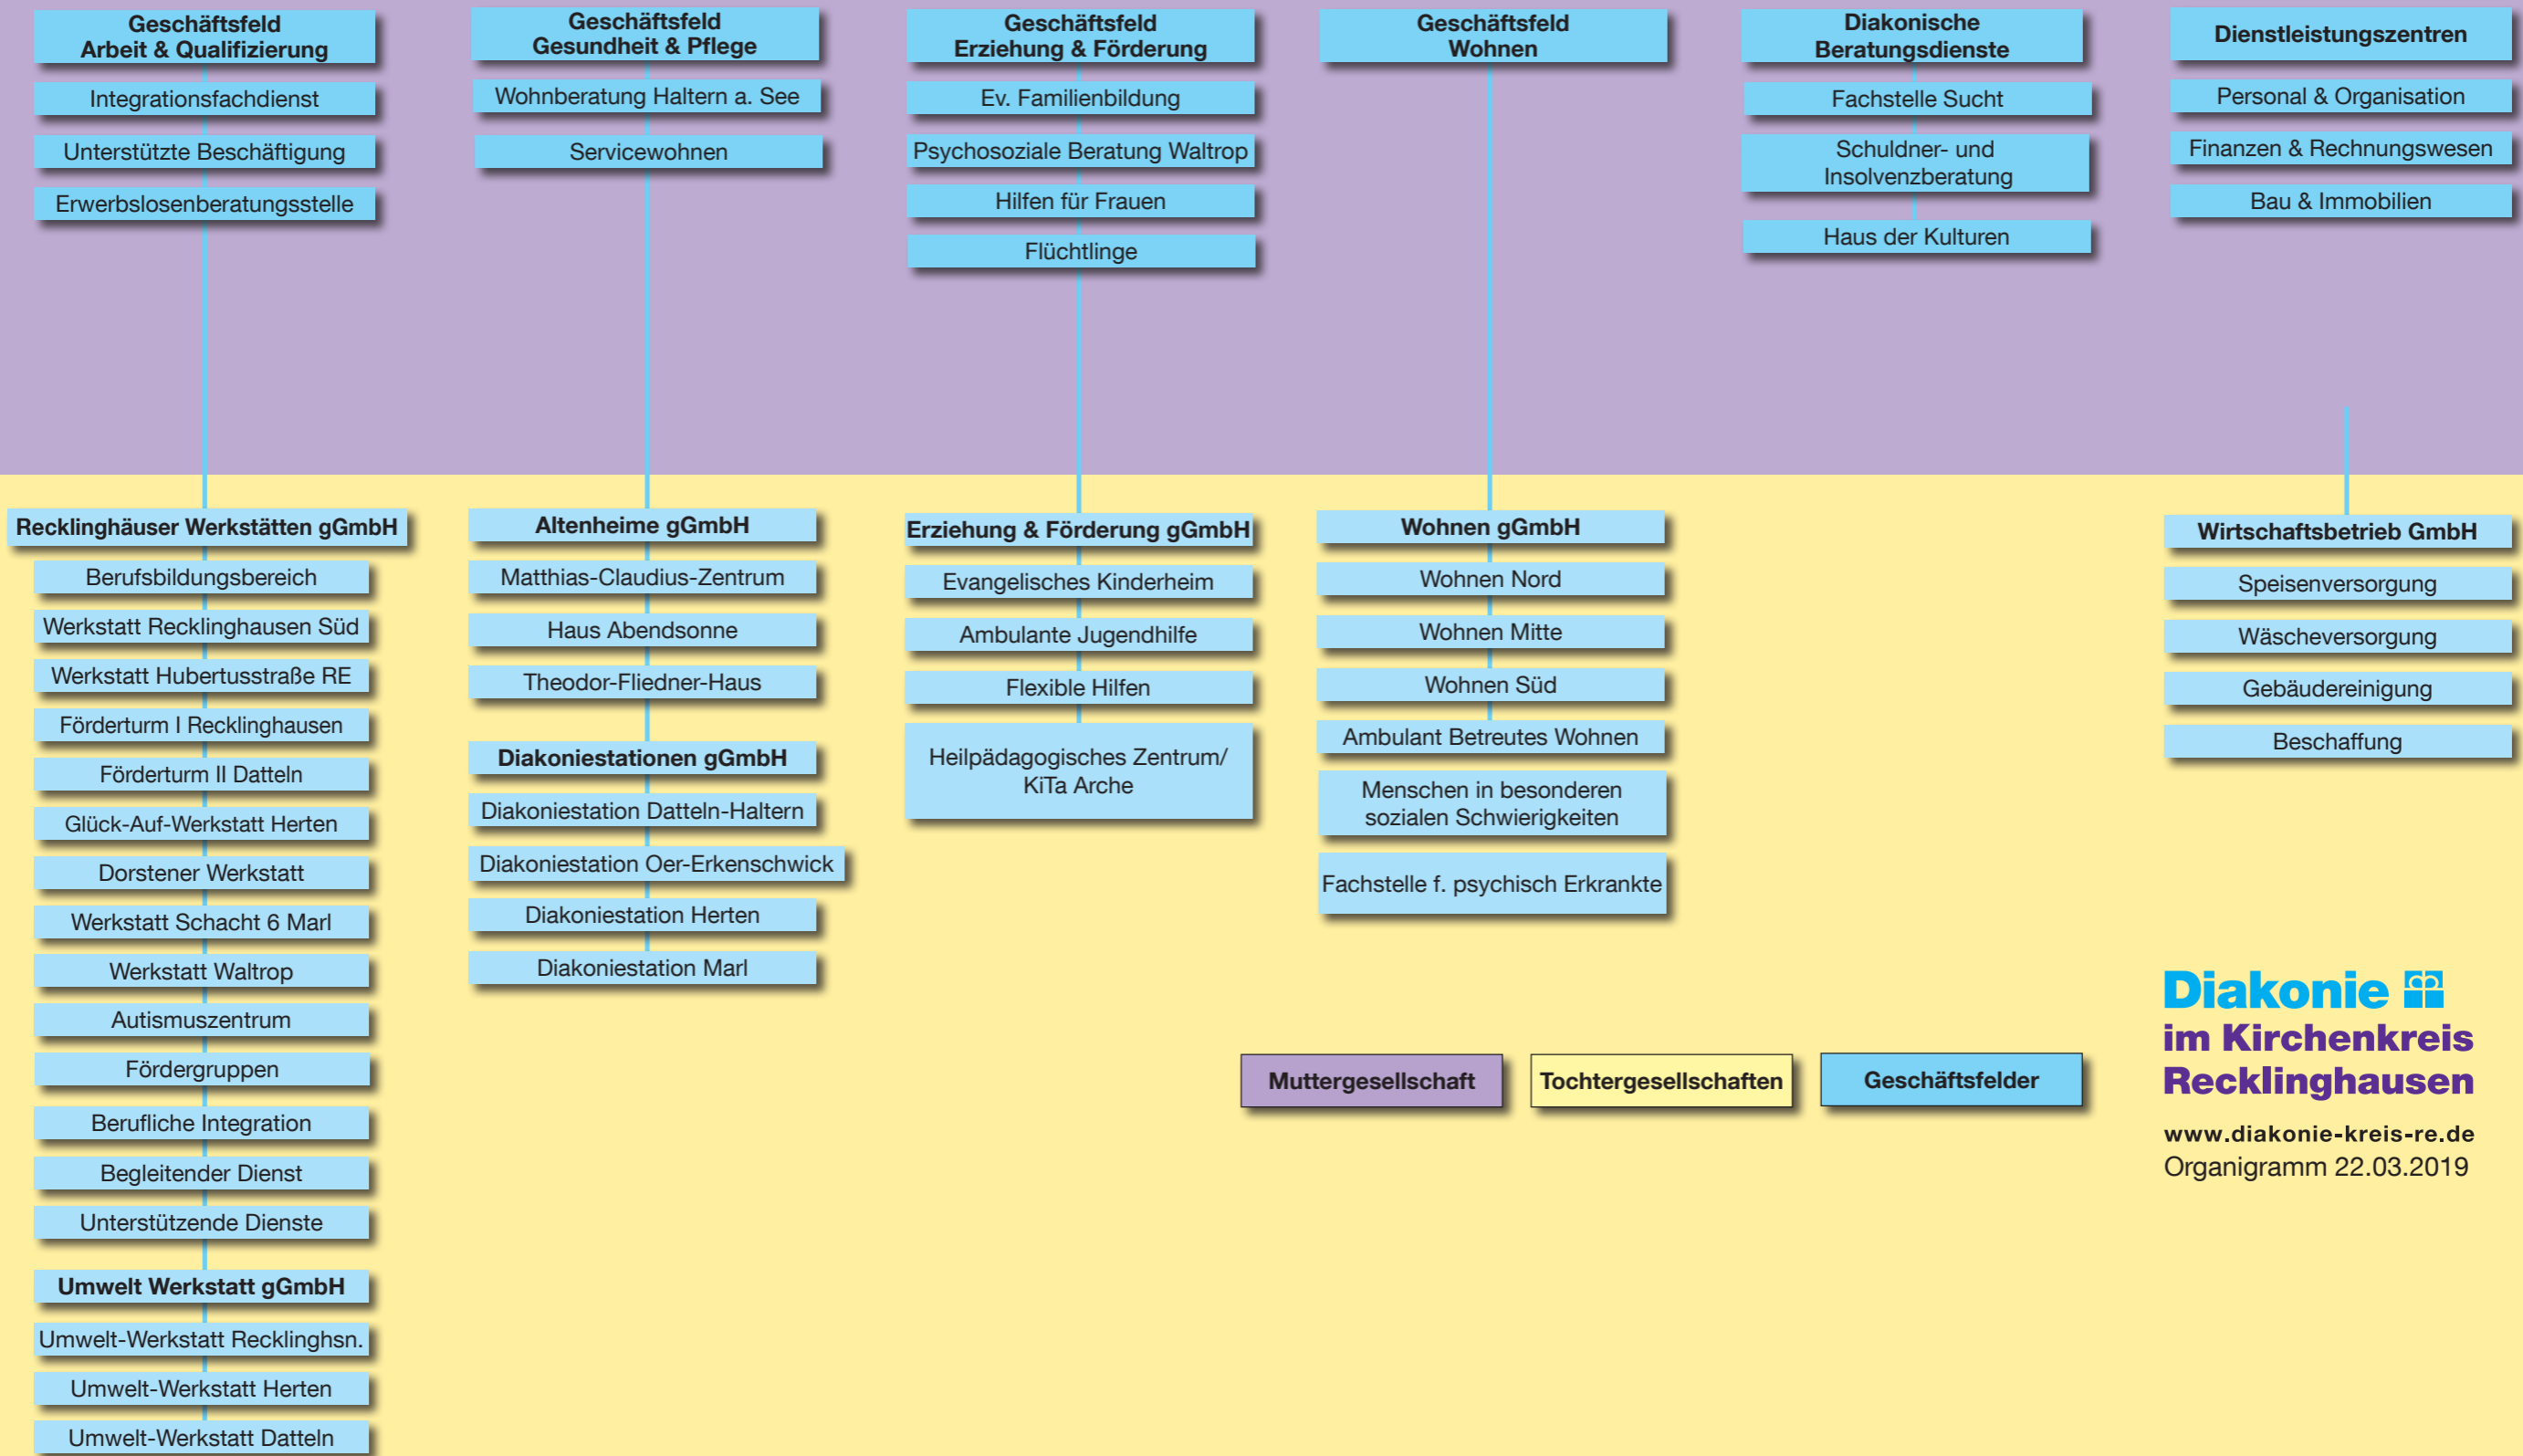 Geschäftsfeld
Arbeit & Qualifizierung
Integrationsfachdienst
Unterstützte Beschäftigung
Erwerbslosenberatungsstelle
Geschäftsfeld
Gesundheit & Pflege
Wohnberatung Haltern a. See
Servicewohnen
Geschäftsfeld
Erziehung & Förderung
Ev. Familienbildung
Psychosoziale Beratung Waltrop
Hilfen für Frauen
Flüchtlinge
Geschäftsfeld
Wohnen
Diakonische
Beratungsdienste
Fachstelle Sucht
Schuldner- und
Insolvenzberatung
Haus der Kulturen
Dienstleistungszentren
Personal & Organisation
Finanzen & Rechnungswesen
Bau & Immobilien
Recklinghäuser Werkstätten gGmbH
Berufsbildungsbereich
Werkstatt Recklinghausen Süd
Werkstatt Hubertusstraße RE
Förderturm I Recklinghausen
Förderturm II Datteln
Glück-Auf-Werkstatt Herten
Dorstener Werkstatt
Werkstatt Schacht 6 Marl
Werkstatt Waltrop
Autismuszentrum
Fördergruppen
Berufliche Integration
Begleitender Dienst
Unterstützende Dienste
Umwelt Werkstatt gGmbH
Umwelt-Werkstatt Recklinghsn.
Umwelt-Werkstatt Herten
Umwelt-Werkstatt Datteln
Altenheime gGmbH
Matthias-Claudius-Zentrum
Haus Abendsonne
Theodor-Fliedner-Haus
Diakoniestationen gGmbH
Diakoniestation Datteln-Haltern
Diakoniestation Oer-Erkenschwick
Diakoniestation Herten
Diakoniestation Marl
Erziehung & Förderung gGmbH
Evangelisches Kinderheim
Ambulante Jugendhilfe
Flexible Hilfen
Heilpädagogisches Zentrum/
KiTa Arche
Wohnen gGmbH
Wohnen Nord
Wohnen Mitte
Wohnen Süd
Ambulant Betreutes Wohnen
Menschen in besonderen
sozialen Schwierigkeiten
Fachstelle f. psychisch Erkrankte
Wirtschaftsbetrieb GmbH
Speisenversorgung
Wäscheversorgung
Gebäudereinigung
Beschaffung
Muttergesellschaft
Tochtergesellschaften
Geschäftsfelder
Diakonie
im Kirchenkreis
Recklinghausen
www.diakonie-kreis-re.de
Organigramm 22.03.2019